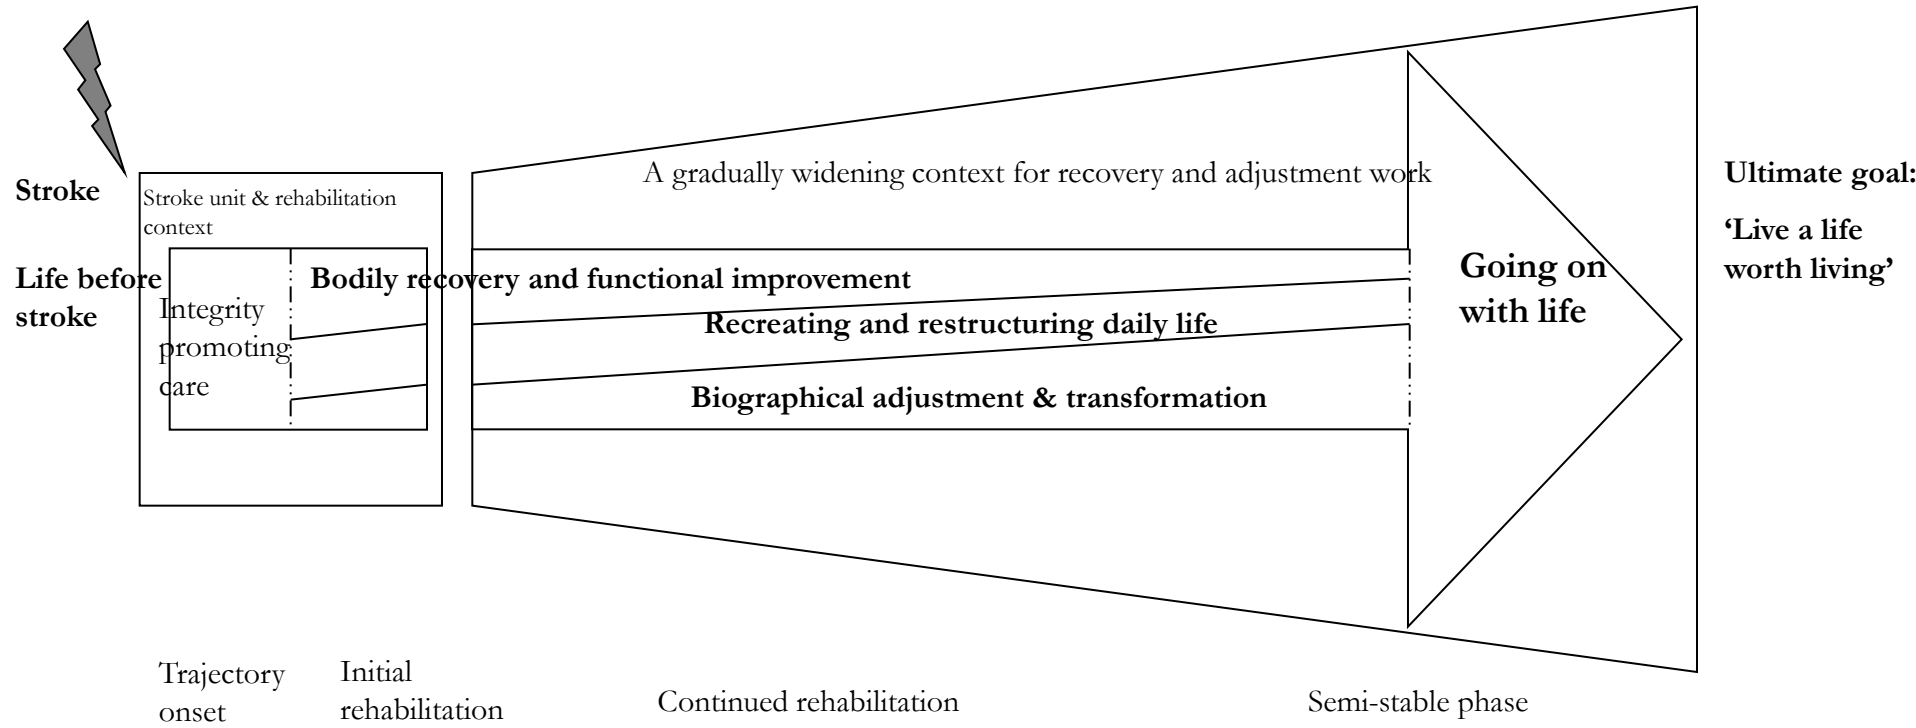 Stroke
Life before
stroke
Stroke unit & rehabilitation
context
Integrity
promoting
care
A gradually widening context for recovery and adjustment work
Bodily recovery and functional improvement
Recreating and restructuring daily life
Biographical adjustment & transformation
Going on
with life
Ultimate goal:
‘Live a life
worth living’
Trajectory
onset
Initial
rehabilitation
Continued rehabilitation
Semi-stable phase